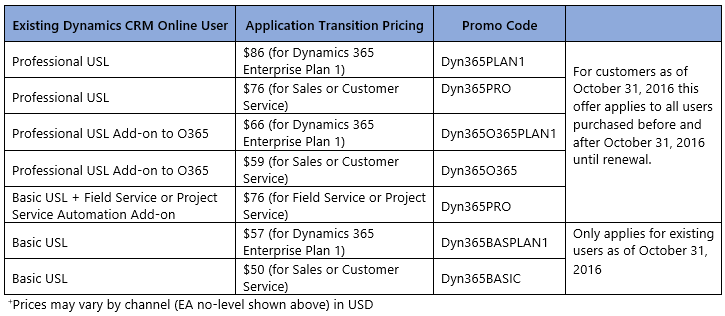 Existing Dynamics CRM Online User Application Transition Pricing Promo Code
Professional USL
$86 (for Dynamics 365
Enterprise Plan 1)
Dyn365PLAN1
Professional USL
$76 (for Sales or Customer
Service)
Dyn365PRO
Professional USL Add-on to O365
$66 (for Dynamics 365
Enterprise Plan 1)
Dyn365O365PLAN1
Professional USL Add-on to O365
$59 (for Sales or Customer
Service)
Dyn365O365
Basic USL + Field Service or Project
Service Automation Add-on
$76 (for Field Service or Project
Service)
Dyn365PRO
For customers as of
October 31, 2016 this
offer applies to all users
purchased before and
after October 31, 2016
until renewal.
Basic USL
$57 (for Dynamics 365
Enterprise Plan 1)
Dyn365BASPLAN1
Basic USL
$50 (for Sales or Customer
Service)
Dyn365BASIC
Only applies for existing
users as of October 31,
2016
+Prices may vary by channel (EA no-level shown above) in USD